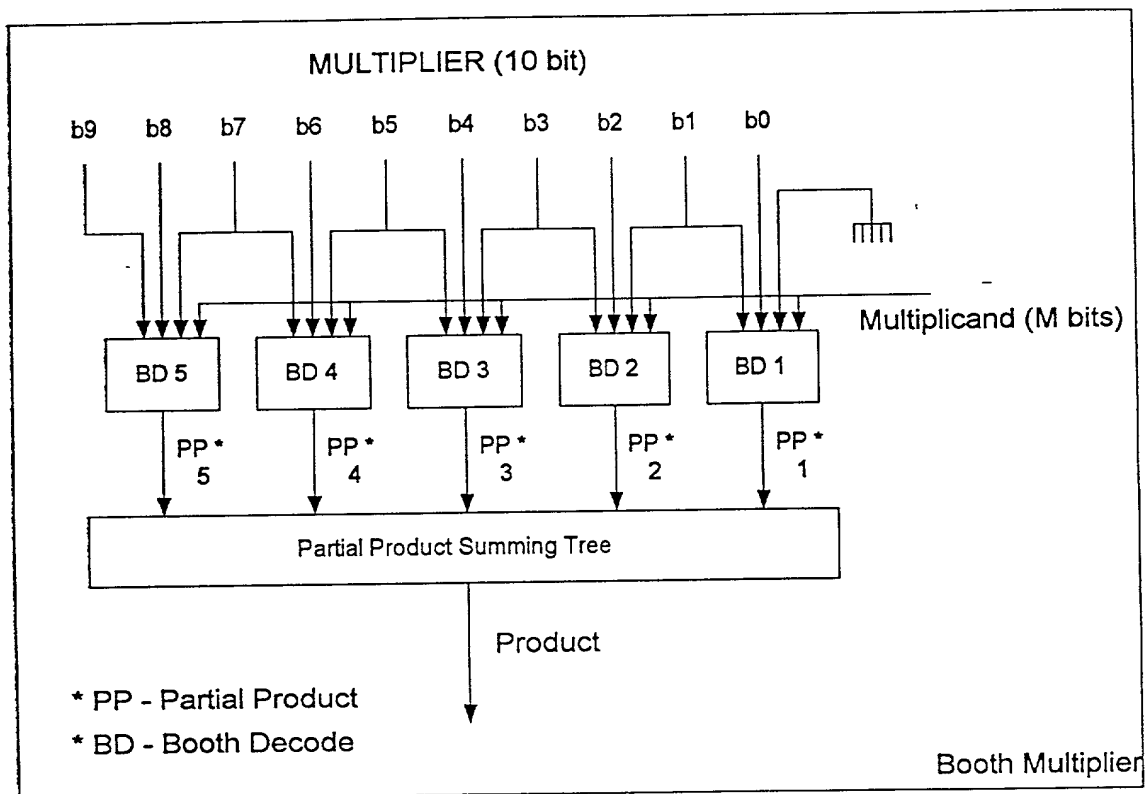 MULTIPLIER (10 bit)
b9 b8 b7 b6 b5 b4 b3 b2 b1 b0
Multiplicand (M bits)
BD 5 BD 4 BD 3 BD 2 BD 1
PP * PP * PP * PP * PP *
5 4 3 2 1
Partial Product Summing Tree
Product
* PP - Partial Product
* BD - Booth Decode
Booth Multiplier